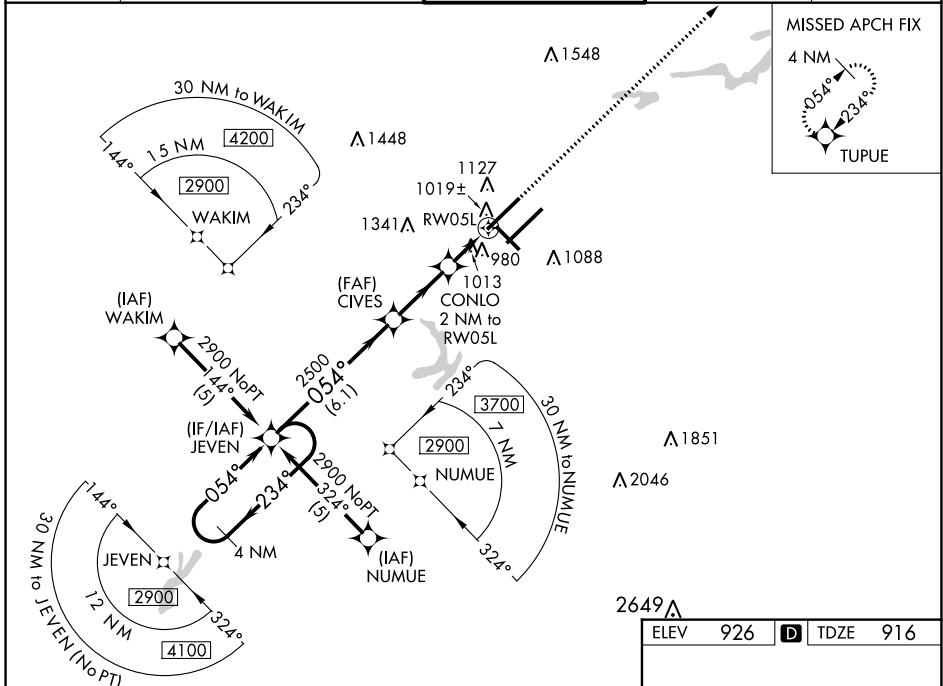 MISSED APCH FIX
4 NM
054°
234°
TUPUE
1548
30 NM to WAKIM
4200
144°
15 NM
2900
234°
WAKIM
1448
1127
1019±
1341
RW05L
980
1088
1013
(FAF)
CIVES
CONLO
2 NM to
RW05L
(IAF)
WAKIM
2900 NoPT
144°
(5)
2500
054°
(6.1)
(IF/IAF)
JEVEN
054°
234°
2900 NoPT
324°
(5)
4 NM
(IAF)
NUMUE
234°
3700
30 NM to NUMUE
7 NM
2900
NUMUE
324°
1851
2046
144°
JEVEN
2900
12 NM
30 NM to JEVEN (No PT)
324°
4100
2649
ELEV 926 D TDZE 916